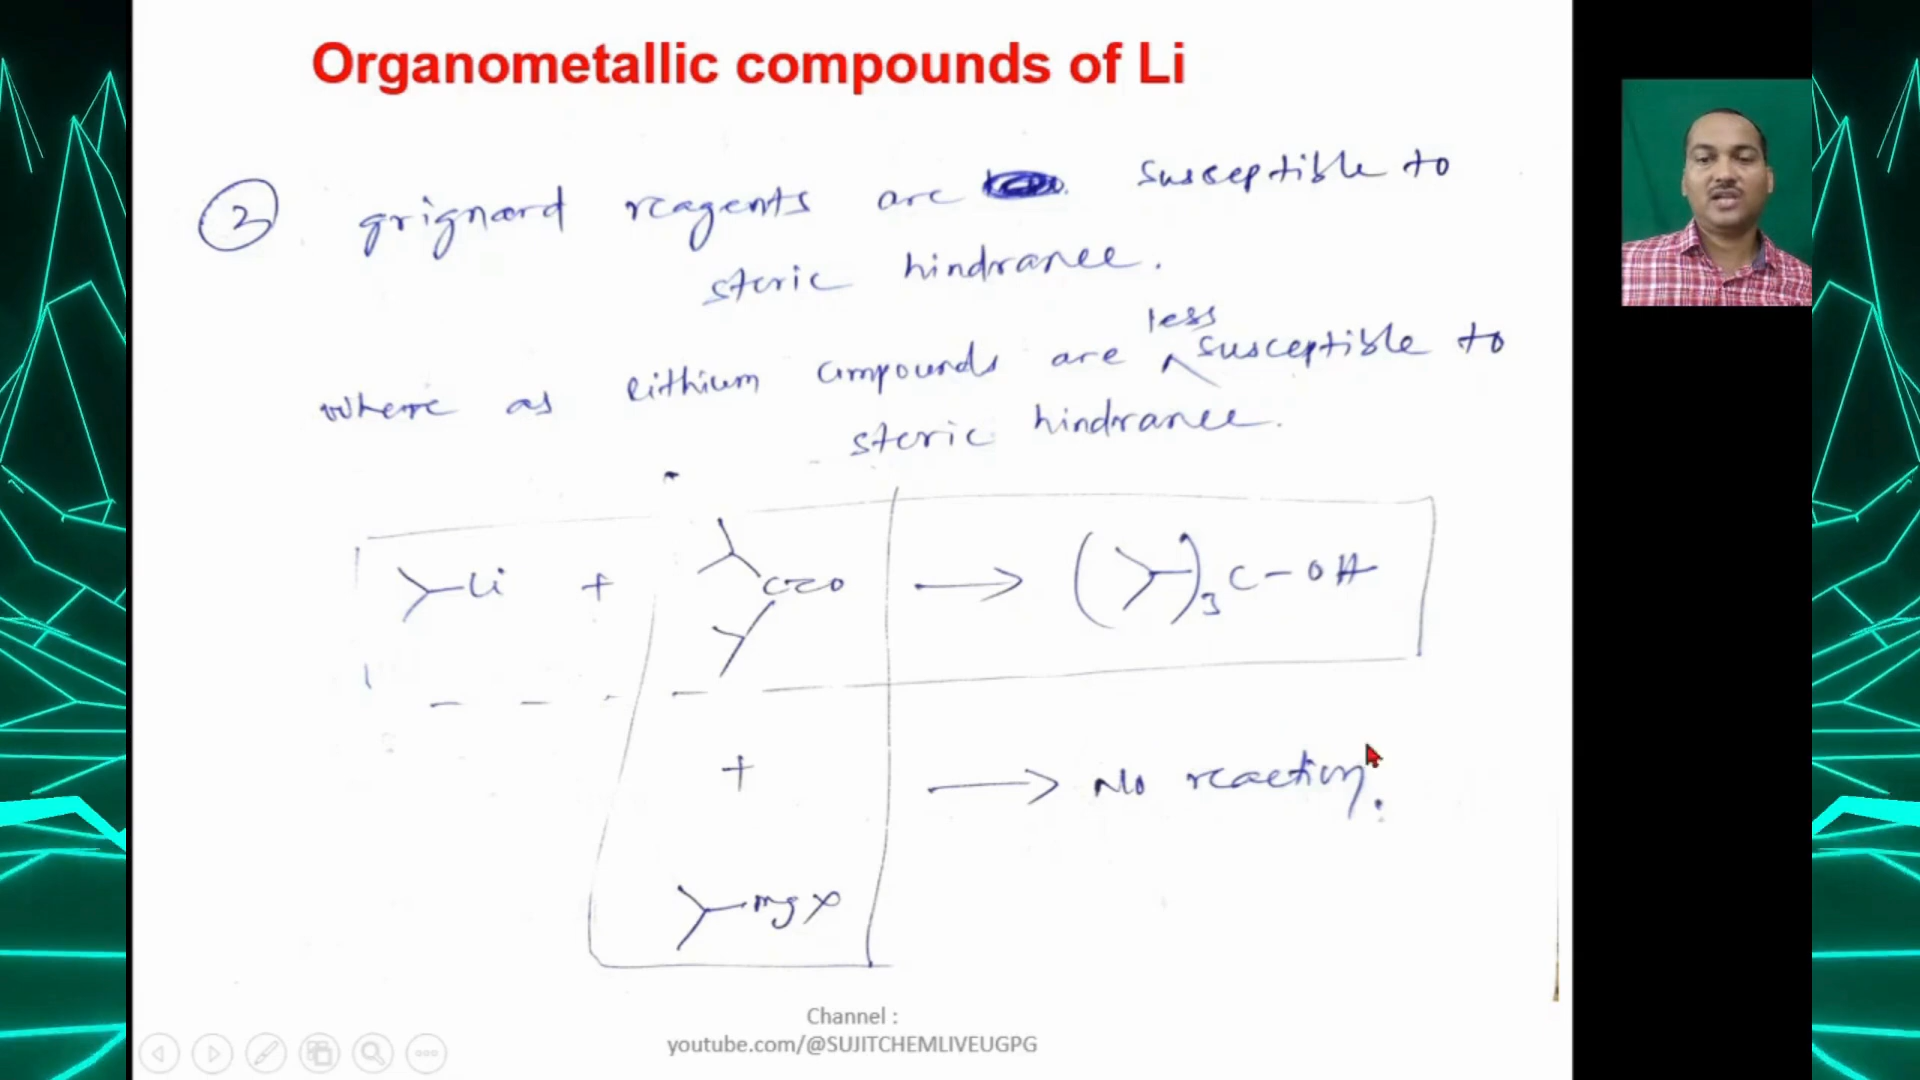 Organometallic compounds of Li
2 grignard reagents are susceptible to
steric hindrance.
less
where as lithium compounds are susceptible to
steric hindrance.
Li + C=O → ( )3 C-OH
+ → No reaction.
mgX
Channel :
youtube.com/@SUJITCHEMLIVEUGPG